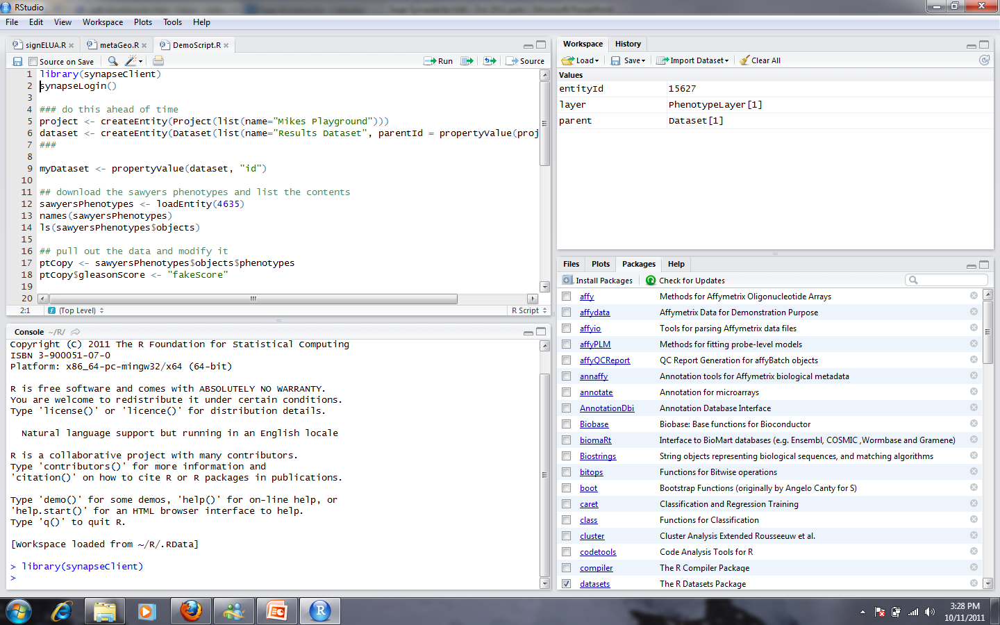 RStudio
File Edit View Workspace Plots Tools Help
signELUA.R metaGeo.R DemoScript.R
Source on Save Run Source
1 library(synapseClient)
2 synapseLogin()
3
4 ### do this ahead of time
5 project <- createEntity(Project(list(name="Mikes Playground")))
6 dataset <- createEntity(Dataset(list(name="Results Dataset", parentId = propertyValue(proj
7 ###
8
9 myDataset <- propertyValue(dataset, "id")
10
11 ## download the sawyers phenotypes and list the contents
12 sawyersPhenotypes <- loadEntity(4635)
13 names(sawyersPhenotypes)
14 ls(sawyersPhenotypes$objects)
15
16 ## pull out the data and modify it
17 ptCopy <- sawyersPhenotypes$objects$phenotypes
18 ptCopy$gleasonScore <- "fakeScore"
19
20
2:1 (Top Level) R Script
Console ~/R/
Copyright (C) 2011 The R Foundation for Statistical Computing
ISBN 3-900051-07-0
Platform: x86_64-pc-mingw32/x64 (64-bit)
R is free software and comes with ABSOLUTELY NO WARRANTY.
You are welcome to redistribute it under certain conditions.
Type 'license()' or 'licence()' for distribution details.
Natural language support but running in an English locale
R is a collaborative project with many contributors.
Type 'contributors()' for more information and
'citation()' on how to cite R or R packages in publications.
Type 'demo()' for some demos, 'help()' for on-line help, or
'help.start()' for an HTML browser interface to help.
Type 'q()' to quit R.
[Workspace loaded from ~/R/.RData]
> library(synapseClient)
>
Workspace History
Load Save Import Dataset Clear All
Values
entityId 15627
layer PhenotypeLayer[1]
parent Dataset[1]
Files Plots Packages Help
Install Packages Check for Updates
affy Methods for Affymetrix Oligonucleotide Arrays
affydata Affymetrix Data for Demonstration Purpose
affyio Tools for parsing Affymetrix data files
affyPLM Methods for fitting probe-level models
affyQCReport QC Report Generation for affyBatch objects
annaffy Annotation tools for Affymetrix biological metadata
annotate Annotation for microarrays
AnnotationDbi Annotation Database Interface
Biobase Biobase: Base functions for Bioconductor
biomaRt Interface to BioMart databases (e.g. Ensembl, COSMIC ,Wormbase and Gramene)
Biostrings String objects representing biological sequences, and matching algorithms
bitops Functions for Bitwise operations
boot Bootstrap Functions (originally by Angelo Canty for S)
caret Classification and Regression Training
class Functions for Classification
cluster Cluster Analysis Extended Rousseeuw et al.
codetools Code Analysis Tools for R
compiler The R Compiler Package
datasets The R Datasets Package
3:28 PM
10/11/2011